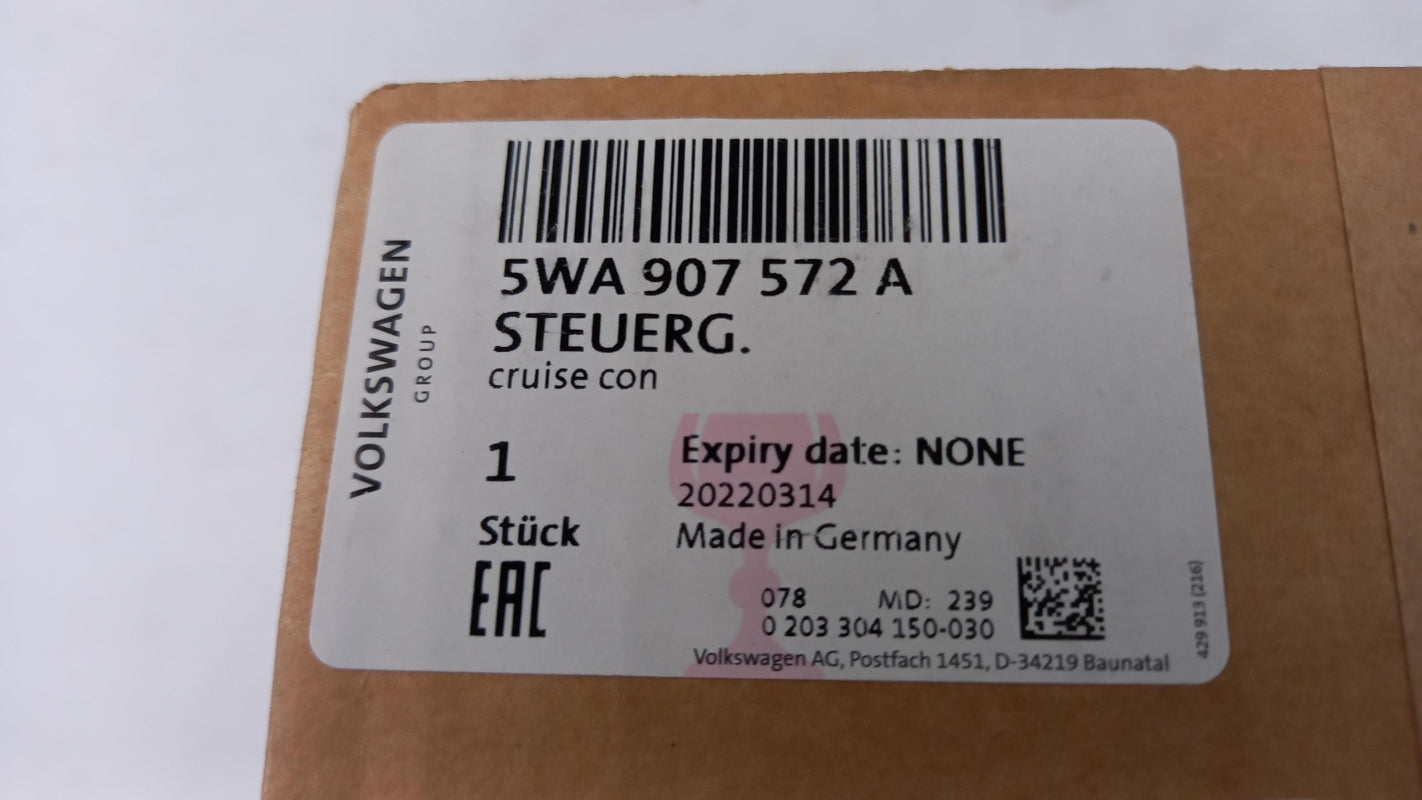 VOLKSWAGEN
GROUP
5WA 907 572 A
STEUERG.
cruise con
1
Stück
EAC
Expiry date: NONE
20220314
Made in Germany
078 MD: 239
0 203 304 150-030
Volkswagen AG, Postfach 1451, D-34219 Baunatal
429 913 (216)